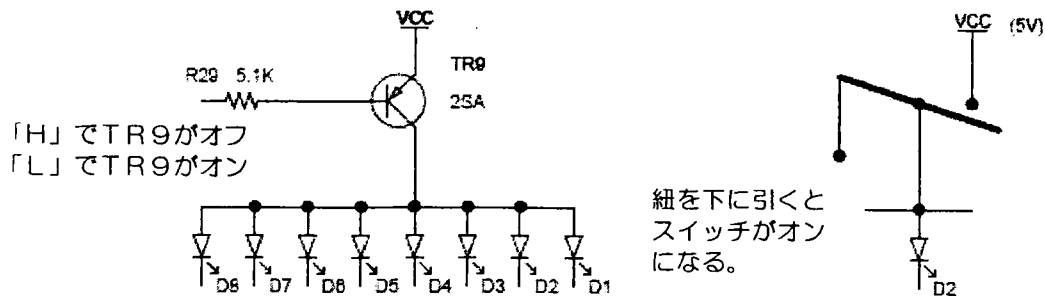 VCC
R29 5.1K
TR9
2SA
「H」でTR9がオフ
「L」でTR9がオン
D8 D7 D6 D5 D4 D3 D2 D1
VCC (5V)
紐を下に引くと
スイッチがオン
になる。
D2